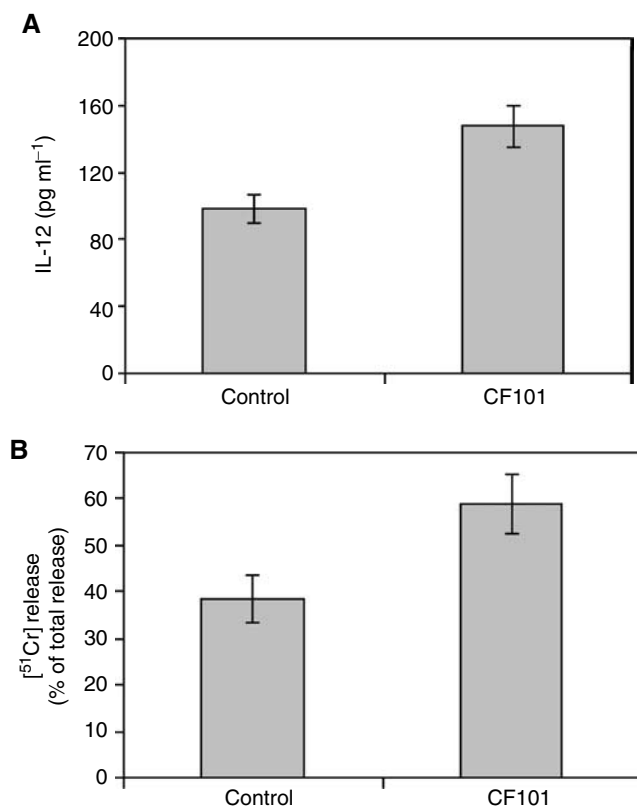 A
200
160
120
80
40
0
IL-12 (pg ml⁻¹)
Control CF101
B
70
60
50
40
30
20
10
0
[⁵¹Cr] release
(% of total release)
Control CF101